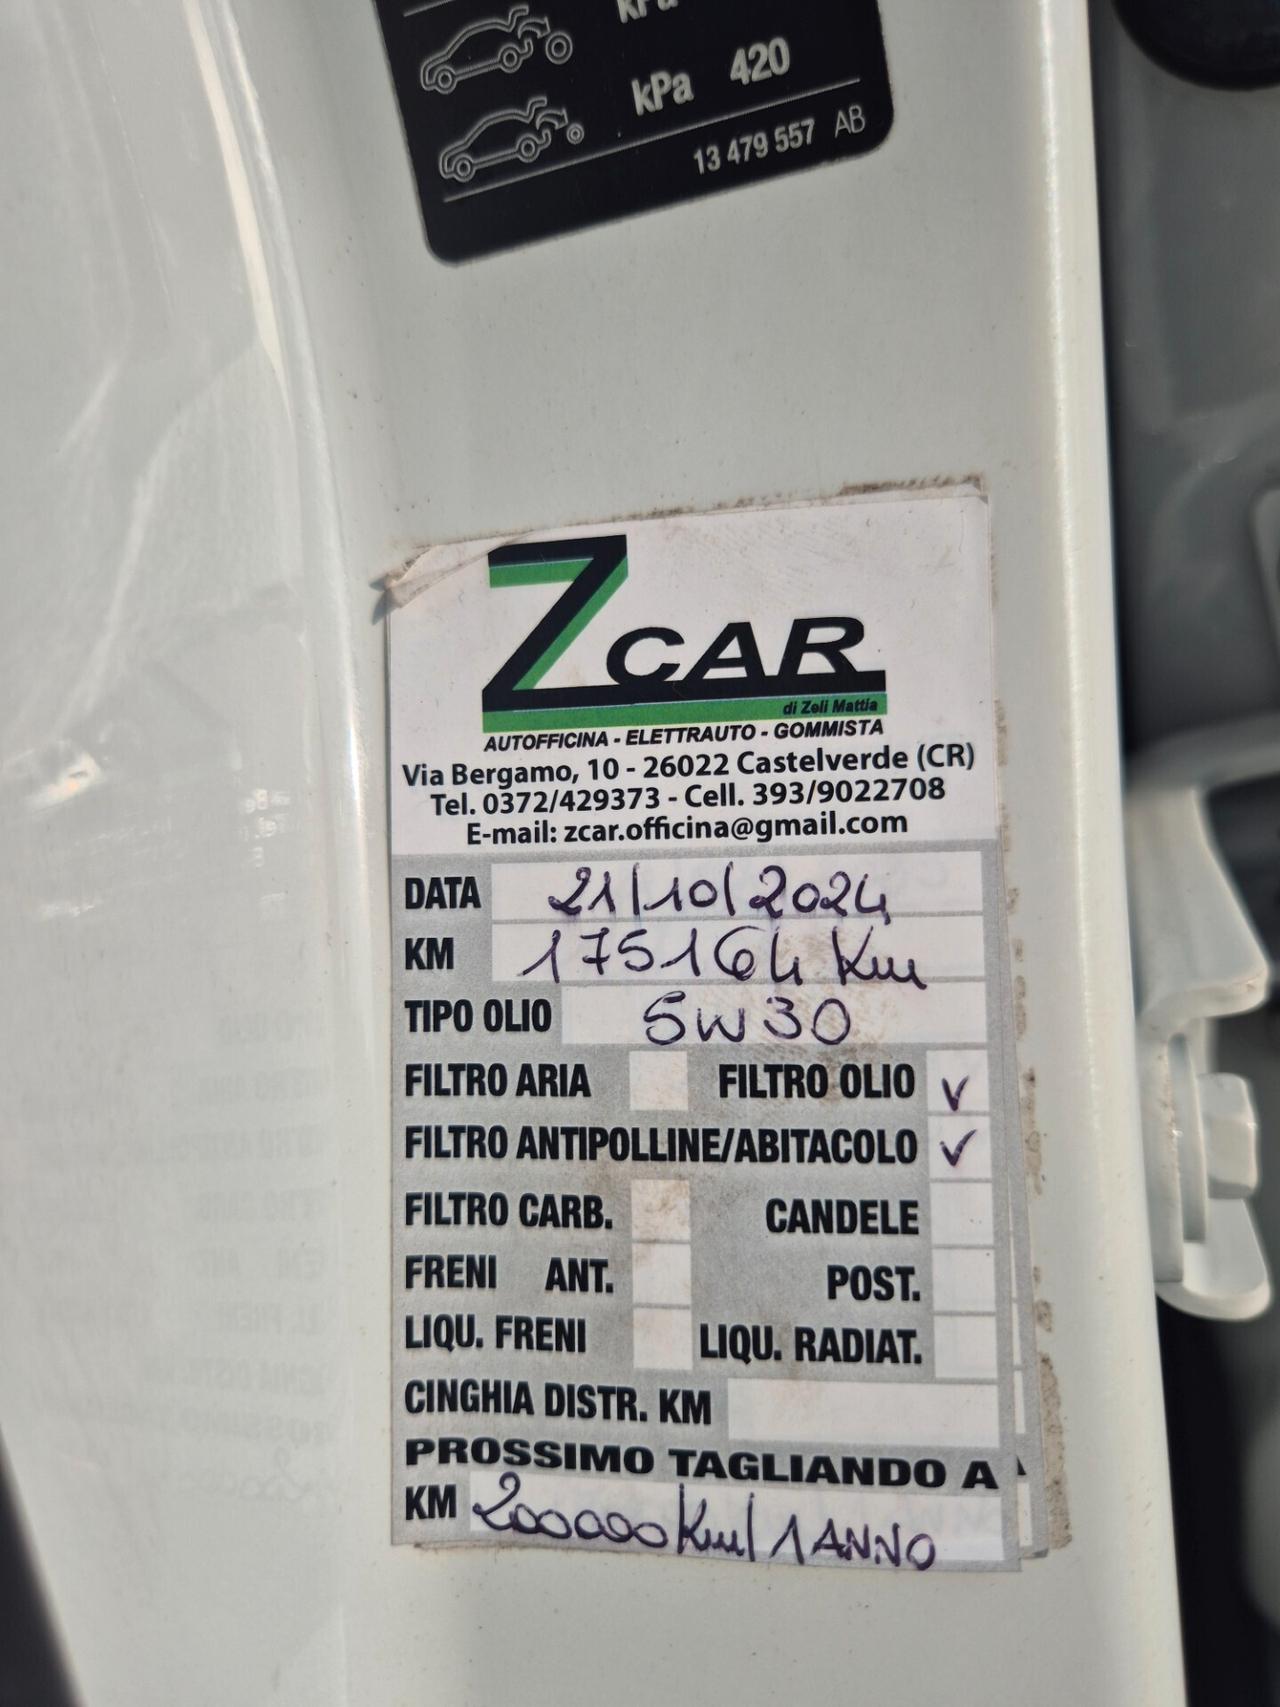 kPa
kPa 420
13 479 557 AB
ZCAR
di Zeli Mattia
AUTOFFICINA - ELETTRAUTO - GOMMISTA
Via Bergamo, 10 - 26022 Castelverde (CR)
Tel. 0372/429373 - Cell. 393/9022708
E-mail: zcar.officina@gmail.com
DATA 21/10/2024
KM 175164 Km
TIPO OLIO 5W30
FILTRO ARIA FILTRO OLIO V
FILTRO ANTIPOLLINE/ABITACOLO V
FILTRO CARB. CANDELE
FRENI ANT. POST.
LIQU. FRENI LIQU. RADIAT.
CINGHIA DISTR. KM
PROSSIMO TAGLIANDO A
KM 200000 Km/1 ANNO